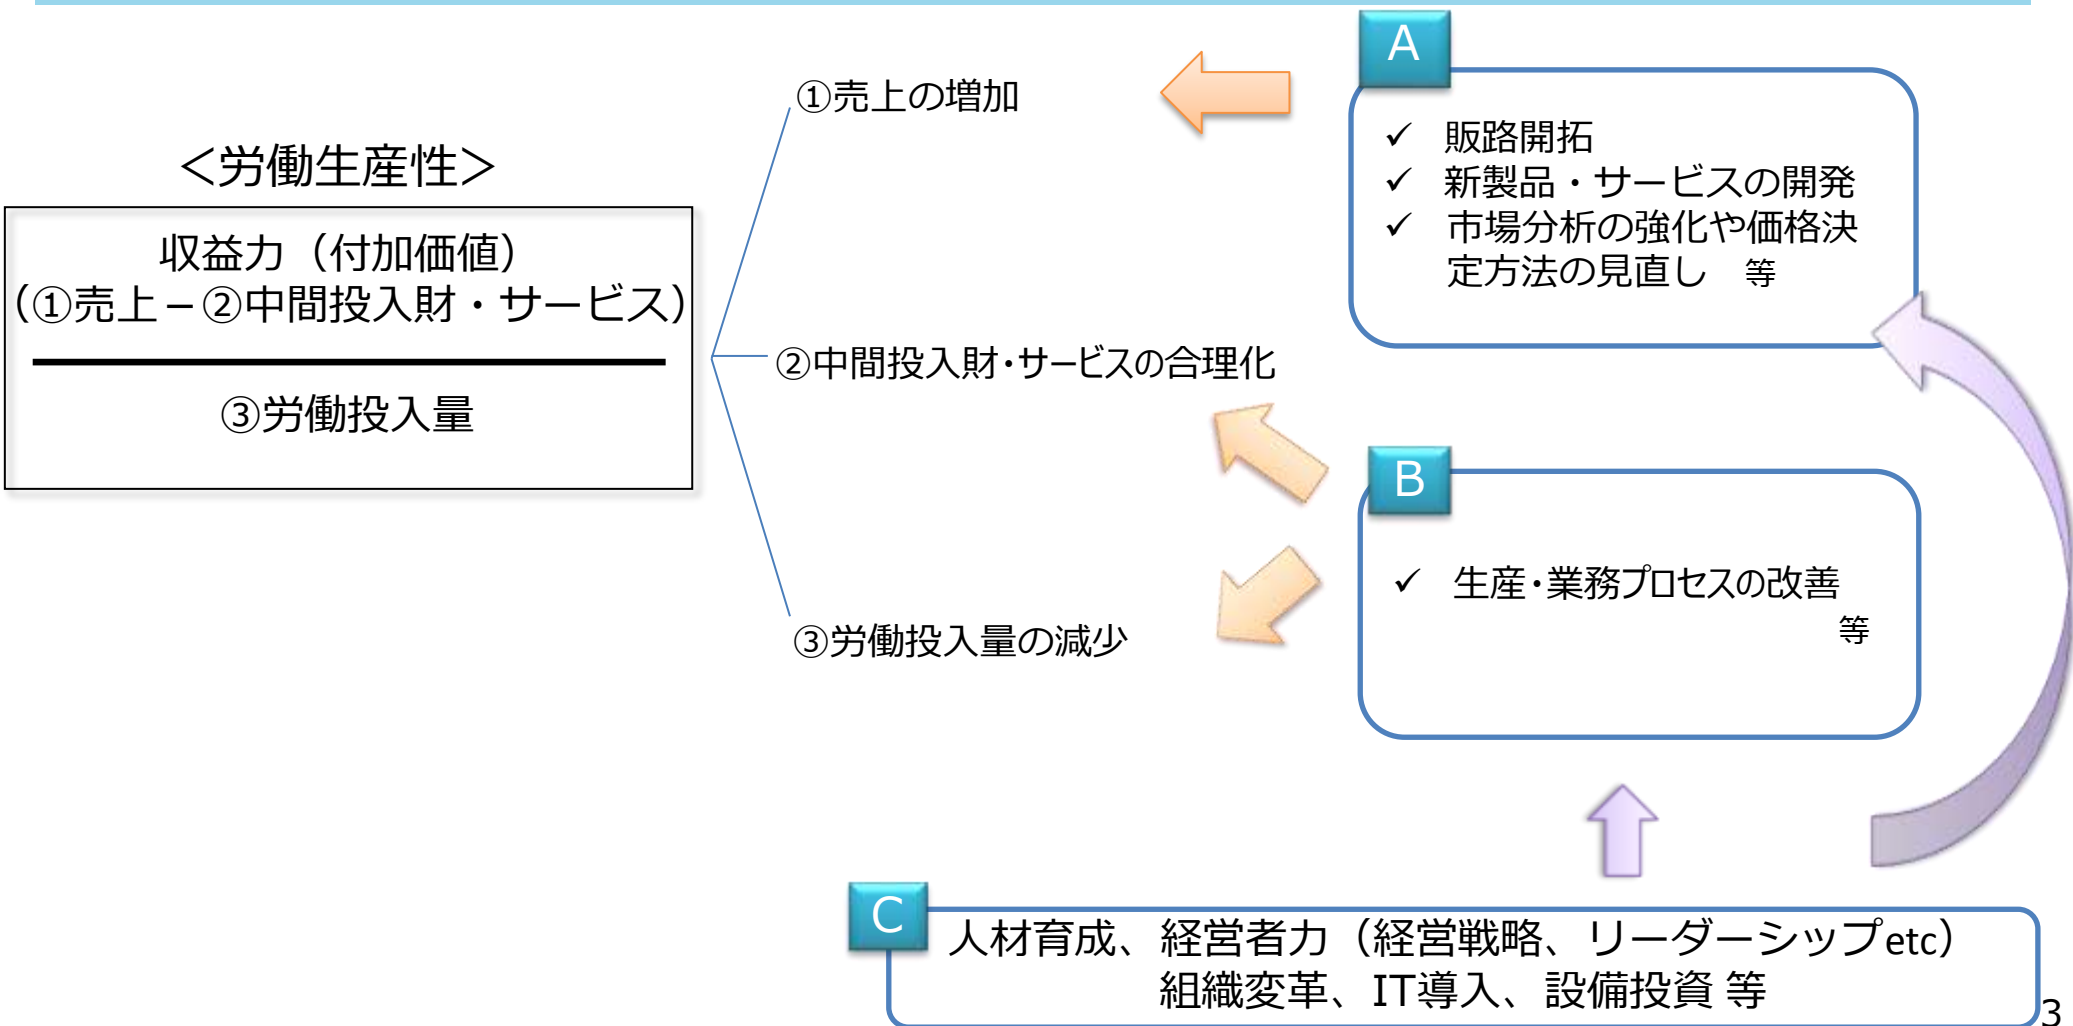 ＜労働生産性＞
収益力（付加価値）
（①売上－②中間投入財・サービス）
③労働投入量
①売上の増加
②中間投入財・サービスの合理化
③労働投入量の減少
A
✓ 販路開拓
✓ 新製品・サービスの開発
✓ 市場分析の強化や価格決
定方法の見直し 等
B
✓ 生産・業務プロセスの改善
等
C
人材育成、経営者力（経営戦略、リーダーシップetc）
組織変革、IT導入、設備投資 等
3